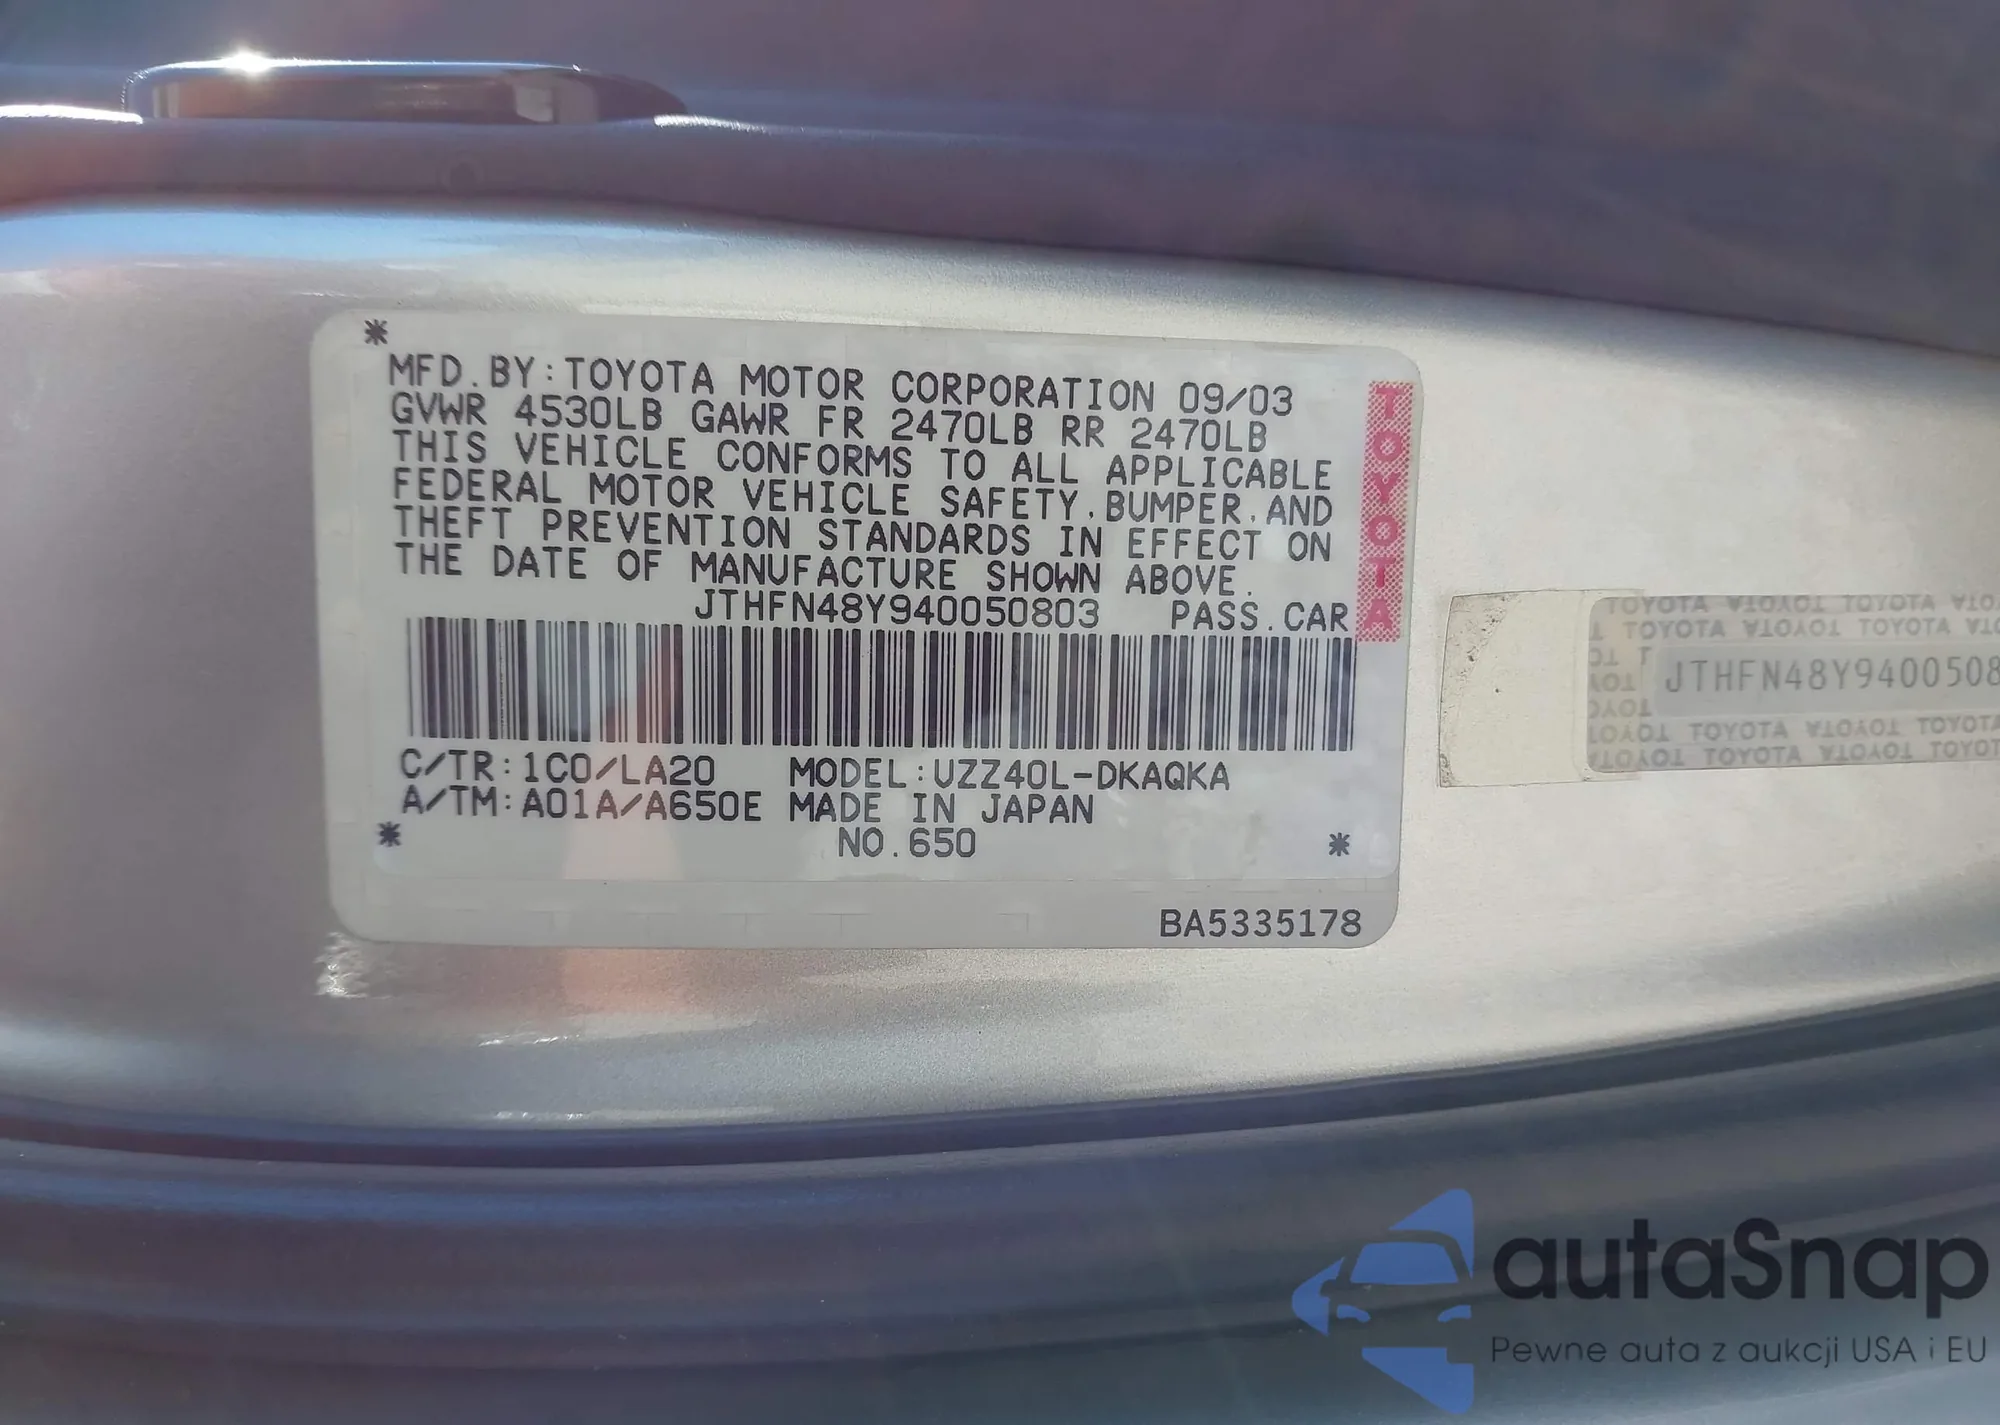 *
MFD.BY:TOYOTA MOTOR CORPORATION 09/03
GVWR 4530LB GAWR FR 2470LB RR 2470LB
THIS VEHICLE CONFORMS TO ALL APPLICABLE
FEDERAL MOTOR VEHICLE SAFETY,BUMPER,AND
THEFT PREVENTION STANDARDS IN EFFECT ON
THE DATE OF MANUFACTURE SHOWN ABOVE.
JTHFN48Y940050803 PASS.CAR
TOYOTA
C/TR:1C0/LA20 MODEL:UZZ40L-DKAQKA
A/TM:A01A/A650E MADE IN JAPAN
* NO.650 *
BA5335178
TOYOTA TOYOTA TOYOTA
TOYOTA TOYOTA TOYOTA
JTHFN48Y9400508
TOYOTA TOYOTA TOYOTA TOYOTA
TOYOTA TOYOTA TOYOTA TOYOT
autaSnap
Pewne auta z aukcji USA i EU